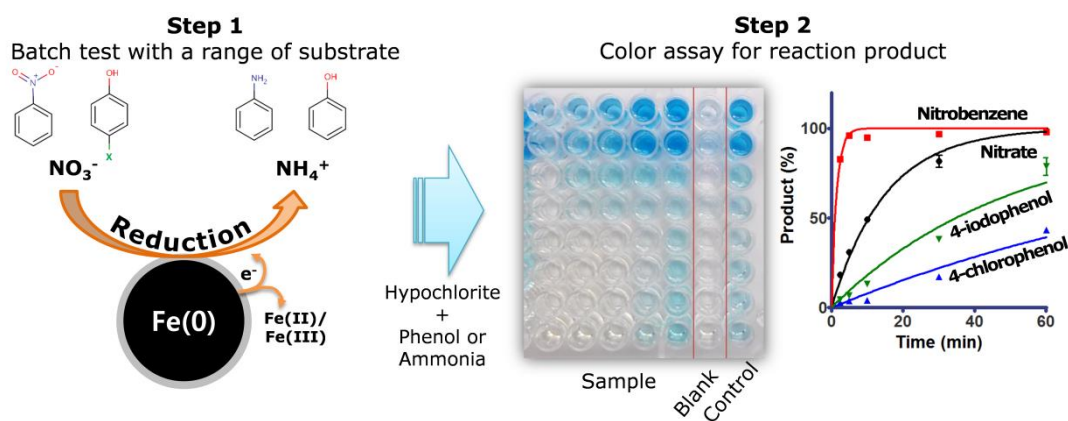 Step 1
Batch test with a range of substrate
O
N+
O-
OH
X
NH2
OH
NO3-
NH4+
Reduction
e-
Fe(0)
Fe(II)/
Fe(III)
Hypochlorite
+
Phenol or
Ammonia
Step 2
Color assay for reaction product
Sample
Blank
Control
Product (%)
100
50
0
0
20
40
60
Time (min)
Nitrobenzene
Nitrate
4-iodophenol
4-chlorophenol